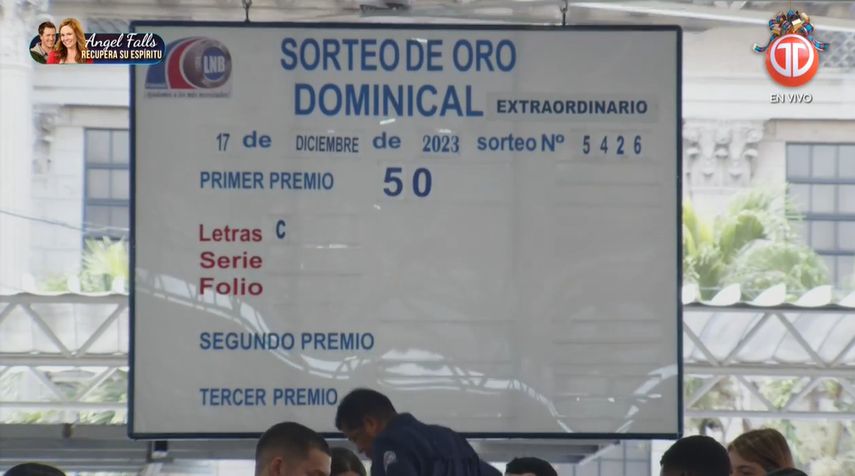 Angel Falls
RECUPERA SU ESPÍRITU
EN VIVO
LNB
SORTEO DE ORO
DOMINICAL EXTRAORDINARIO
17 de DICIEMBRE de 2023 sorteo Nº 5426
PRIMER PREMIO 50
Letras C
Serie
Folio
SEGUNDO PREMIO
TERCER PREMIO